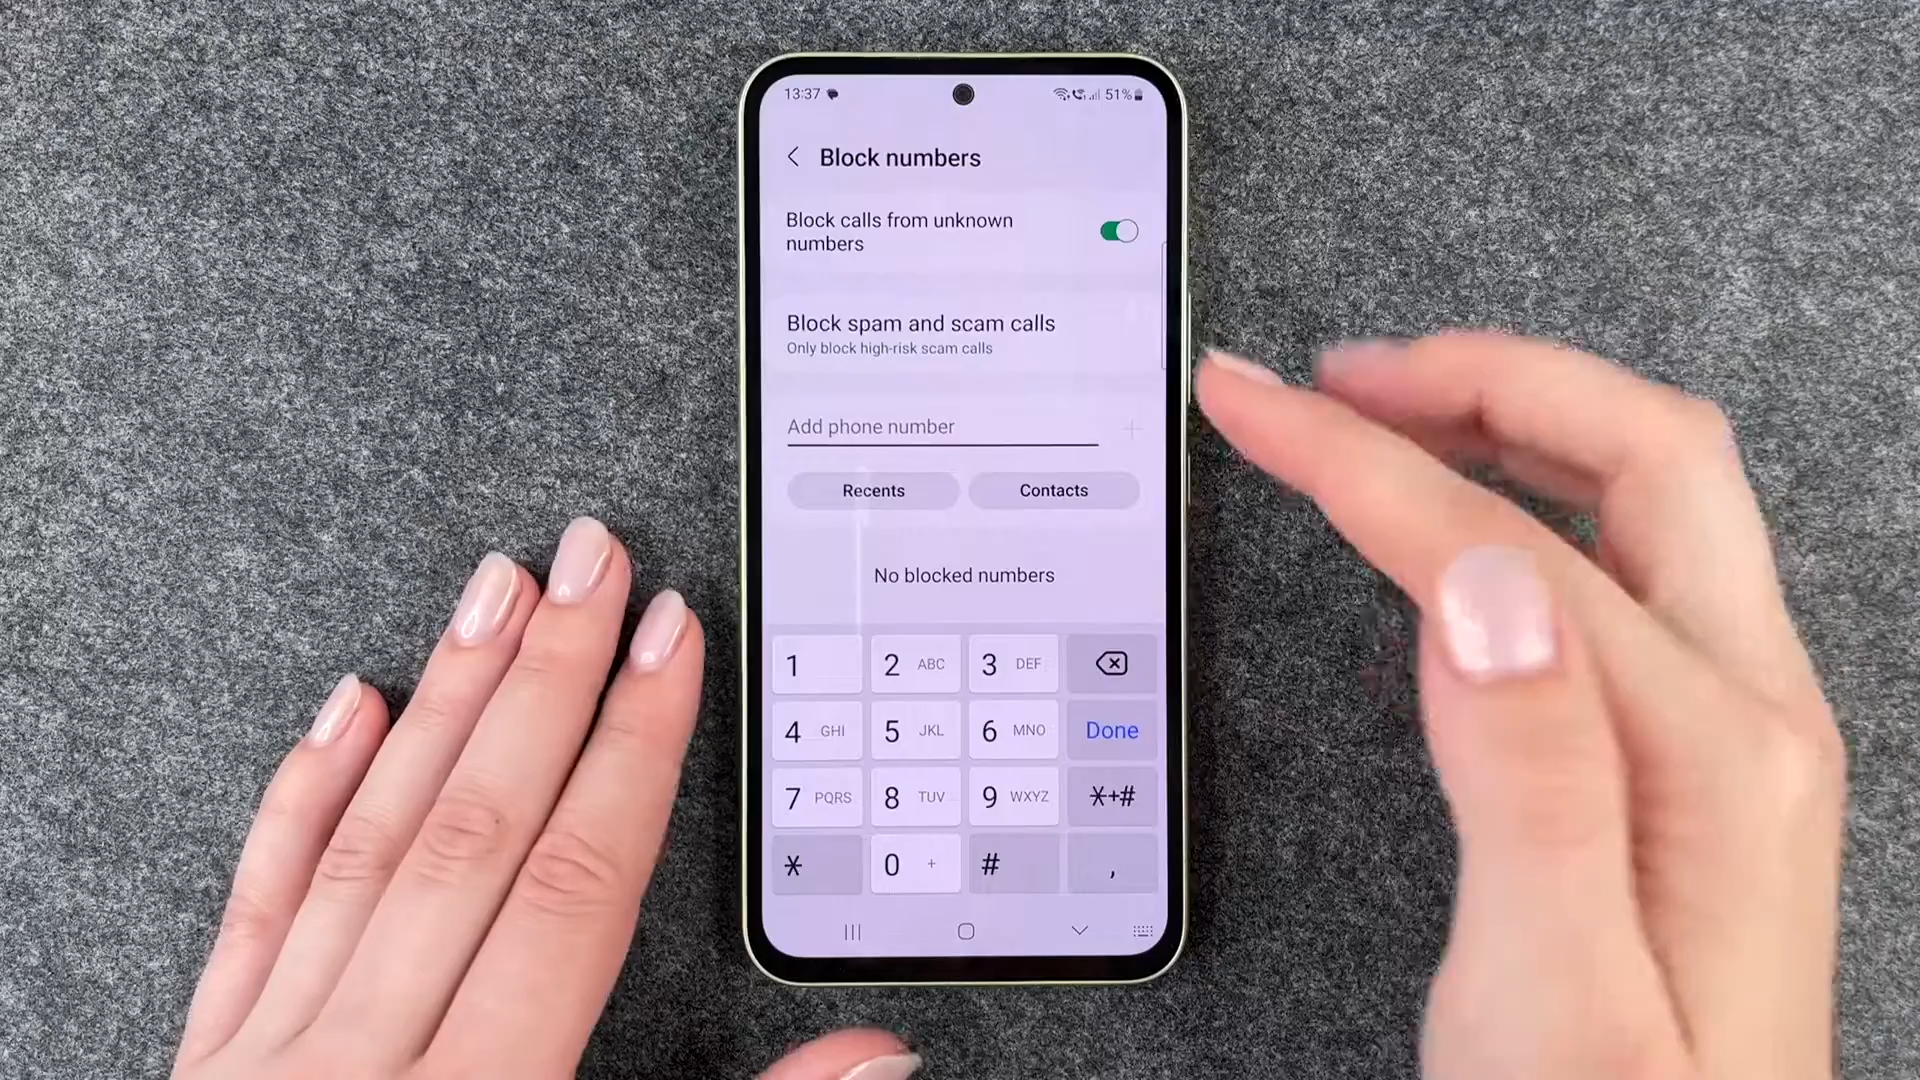 13:37 51%
Block numbers
Block calls from unknown
numbers
Block spam and scam calls
Only block high-risk scam calls
Add phone number
Recents Contacts
No blocked numbers
1 2 ABC 3 DEF
4 GHI 5 JKL 6 MNO Done
7 PQRS 8 TUV 9 WXYZ *+#
* 0 + # ,